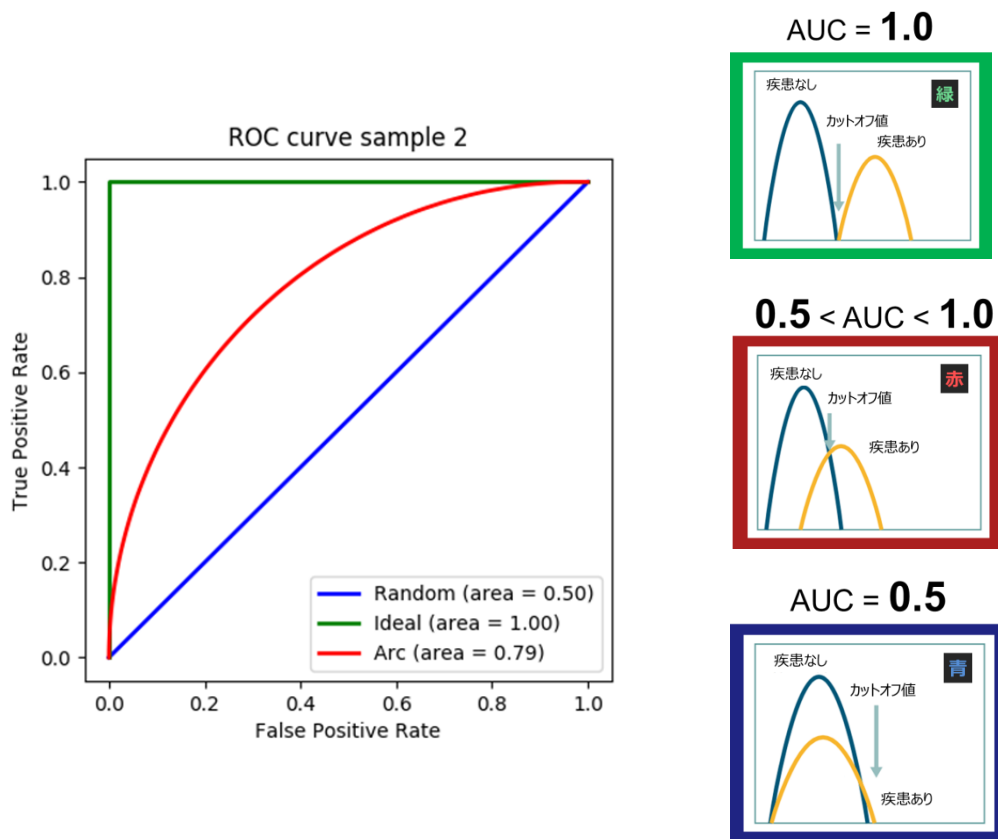 ROC curve sample 2
True Positive Rate
1.0
0.8
0.6
0.4
0.2
0.0
0.0 0.2 0.4 0.6 0.8 1.0
False Positive Rate
Random (area = 0.50)
Ideal (area = 1.00)
Arc (area = 0.79)
AUC = 1.0
疾患なし
緑
カットオフ値
疾患あり
0.5 < AUC < 1.0
疾患なし
赤
カットオフ値
疾患あり
AUC = 0.5
疾患なし
青
カットオフ値
疾患あり